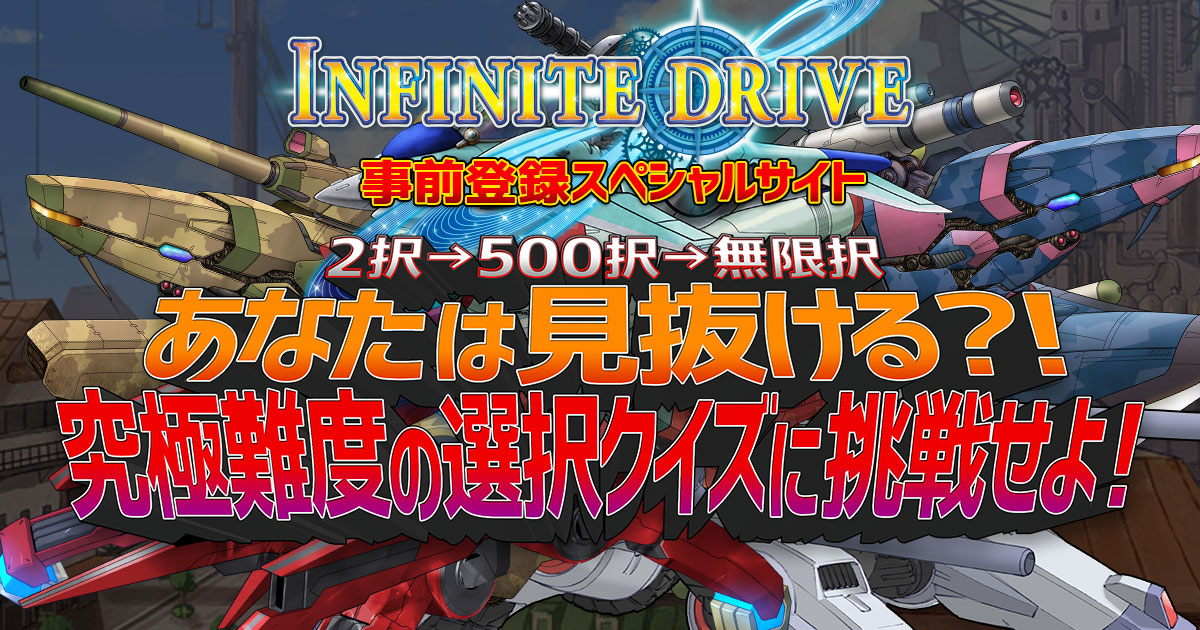 INFINITE DRIVE
事前登録スペシャルサイト
2択→500択→無限択
あなたは見抜ける?!
究極難度の選択クイズに挑戦せよ!